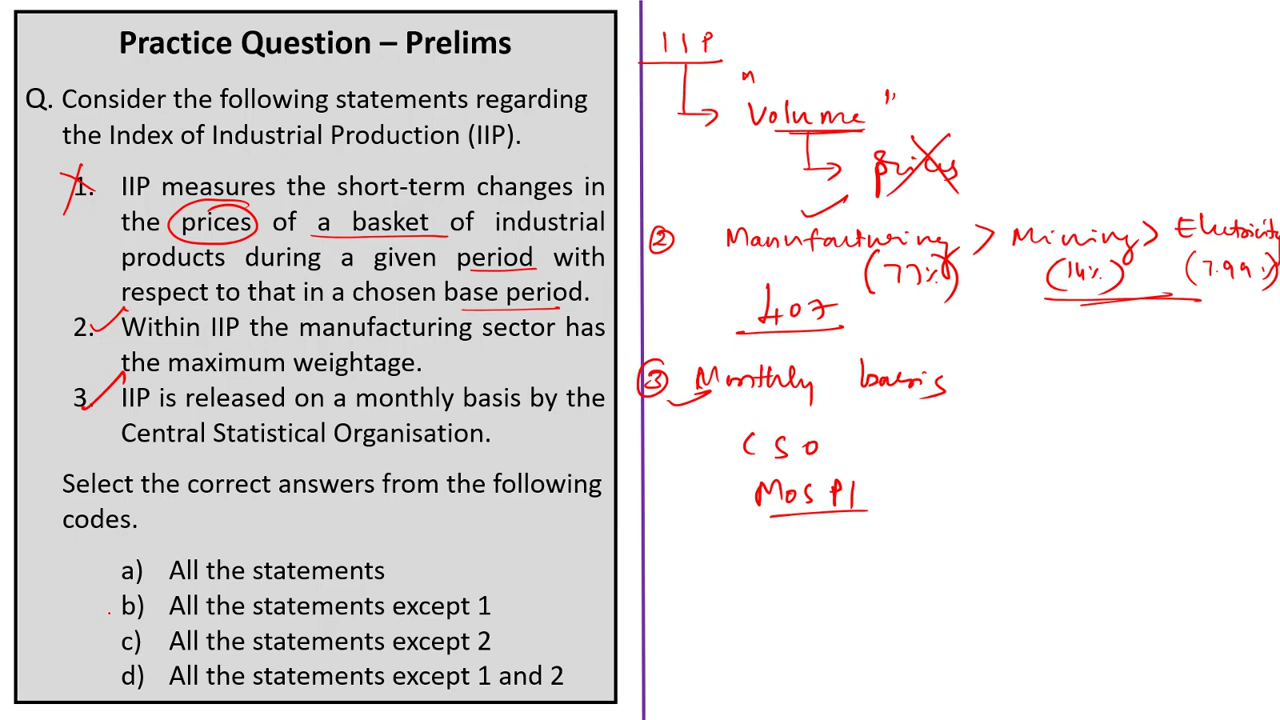 Practice Question – Prelims
Q. Consider the following statements regarding
the Index of Industrial Production (IIP).
1. IIP measures the short-term changes in
the prices of a basket of industrial
products during a given period with
respect to that in a chosen base period.
2. Within IIP the manufacturing sector has
the maximum weightage.
3. IIP is released on a monthly basis by the
Central Statistical Organisation.
Select the correct answers from the following
codes.
a) All the statements
b) All the statements except 1
c) All the statements except 2
d) All the statements except 1 and 2
IIP
"Volume"
prices
② Manufacturing > Mining > Electricity
(77%) (14%) (7.99%)
407
③ Monthly basis
CSO
MoSPI